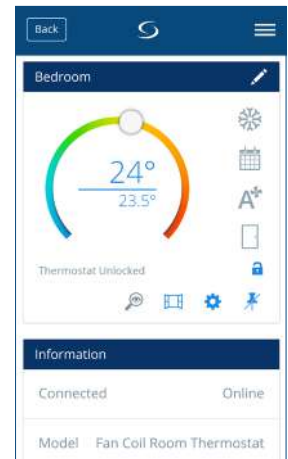 Back
Bedroom
24°
23.5°
A
Thermostat Unlocked
Information
Connected Online
Model Fan Coil Room Thermostat